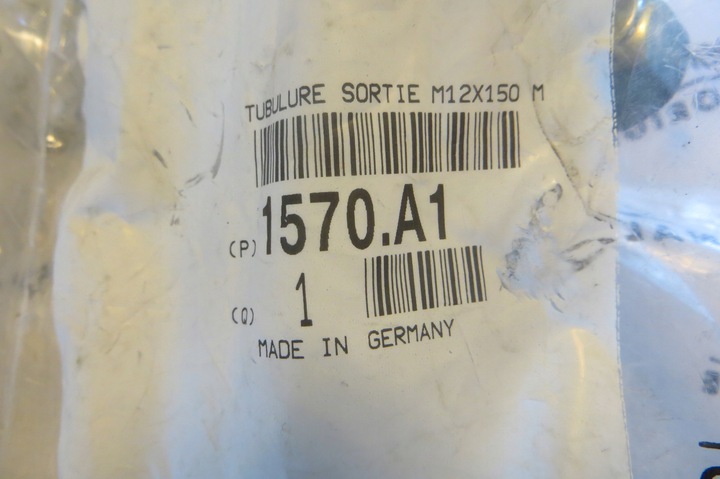 TUBULURE SORTIE M12X150 M
(P) 1570.A1
(Q) 1
MADE IN GERMANY